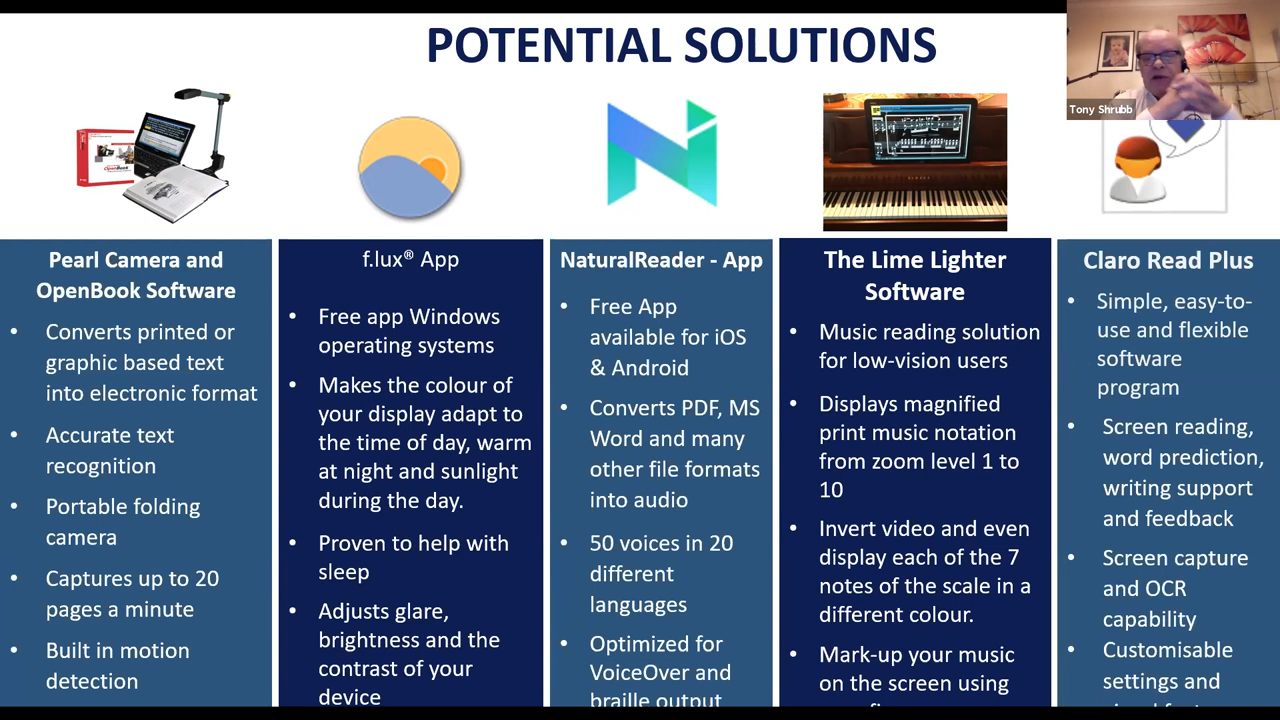 POTENTIAL SOLUTIONS
Tony Shrubb
OpenBook
Pearl Camera and
OpenBook Software
• Converts printed or
graphic based text
into electronic format
• Accurate text
recognition
• Portable folding
camera
• Captures up to 20
pages a minute
• Built in motion
detection
f.lux® App
• Free app Windows
operating systems
• Makes the colour of
your display adapt to
the time of day, warm
at night and sunlight
during the day.
• Proven to help with
sleep
• Adjusts glare,
brightness and the
contrast of your
device
NaturalReader - App
• Free App
available for iOS
& Android
• Converts PDF, MS
Word and many
other file formats
into audio
• 50 voices in 20
different
languages
• Optimized for
VoiceOver and
braille output
The Lime Lighter
Software
• Music reading solution
for low-vision users
• Displays magnified
print music notation
from zoom level 1 to
10
• Invert video and even
display each of the 7
notes of the scale in a
different colour.
• Mark-up your music
on the screen using
Claro Read Plus
• Simple, easy-to-
use and flexible
software
program
• Screen reading,
word prediction,
writing support
and feedback
• Screen capture
and OCR
capability
• Customisable
settings and